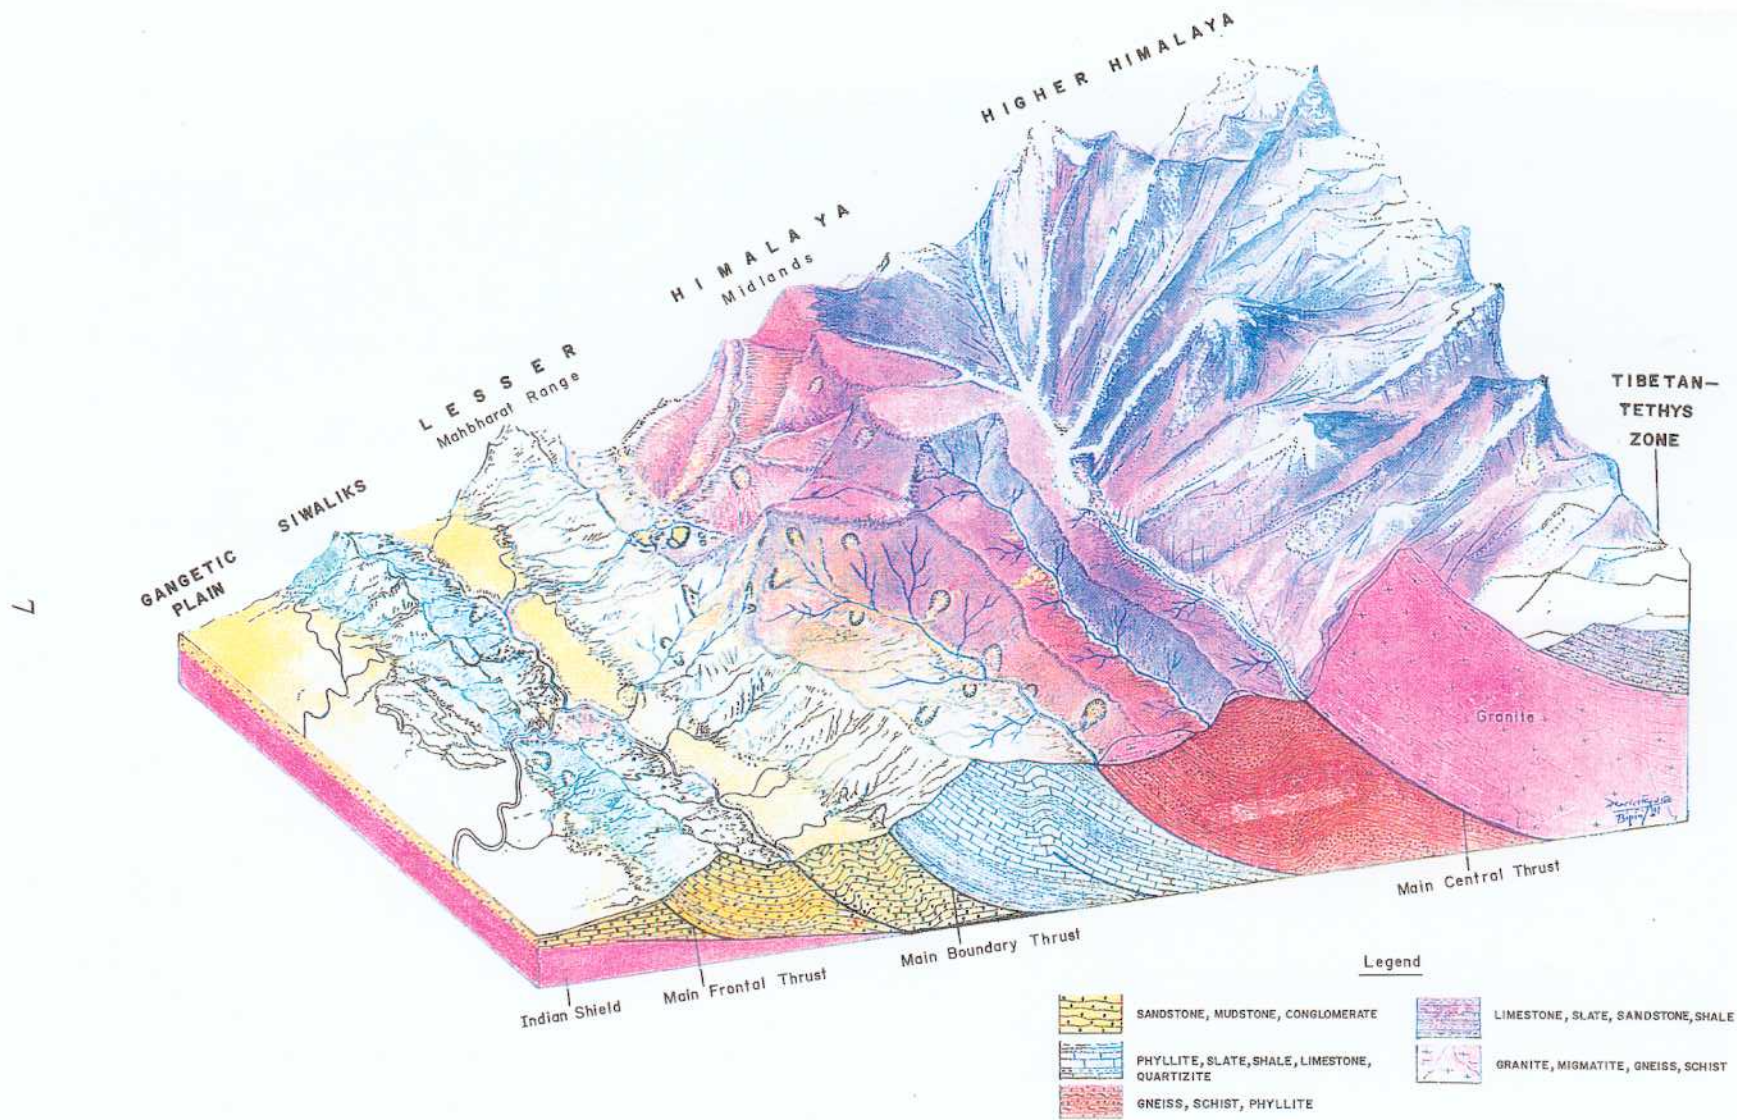 HIGHER HIMALAYA
HIMALAYA
Midlands
LESSER
Mahbharat Range
SIWALIKS
GANGETIC
PLAIN
TIBETAN-
TETHYS
ZONE
7
Granite
Main Central Thrust
Main Boundary Thrust
Main Frontal Thrust
Indian Shield
Legend
SANDSTONE, MUDSTONE, CONGLOMERATE
PHYLLITE, SLATE, SHALE, LIMESTONE,
QUARTIZITE
GNEISS, SCHIST, PHYLLITE
LIMESTONE, SLATE, SANDSTONE, SHALE
GRANITE, MIGMATITE, GNEISS, SCHIST